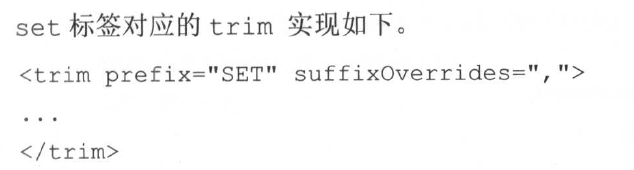 set 标签对应的 trim 实现如下。
<trim prefix="SET" suffixOverrides=",">
...
</trim>